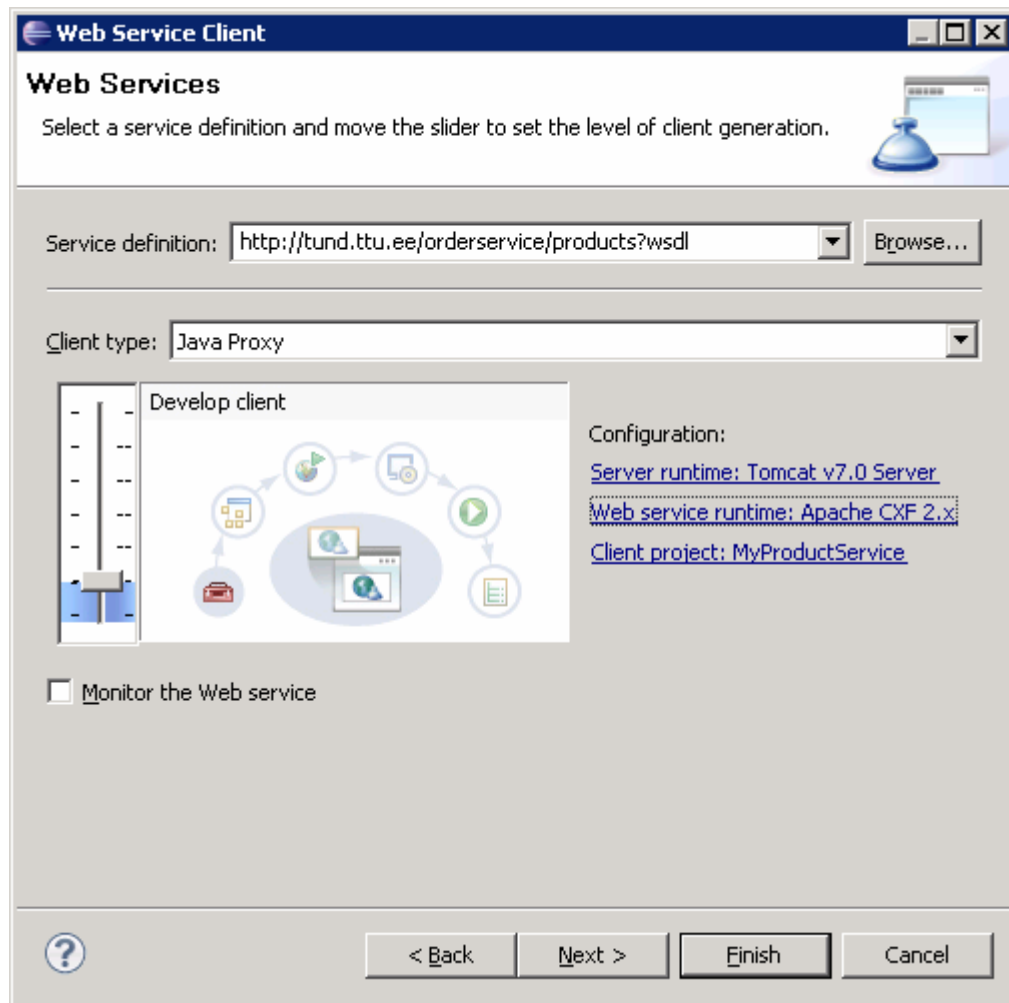 Web Service Client
Web Services
Select a service definition and move the slider to set the level of client generation.
Service definition: http://tund.ttu.ee/orderservice/products?wsdl Browse...
Client type: Java Proxy
Develop client
Configuration:
Server runtime: Tomcat v7.0 Server
Web service runtime: Apache CXF 2.x
Client project: MyProductService
Monitor the Web service
? < Back Next > Finish Cancel